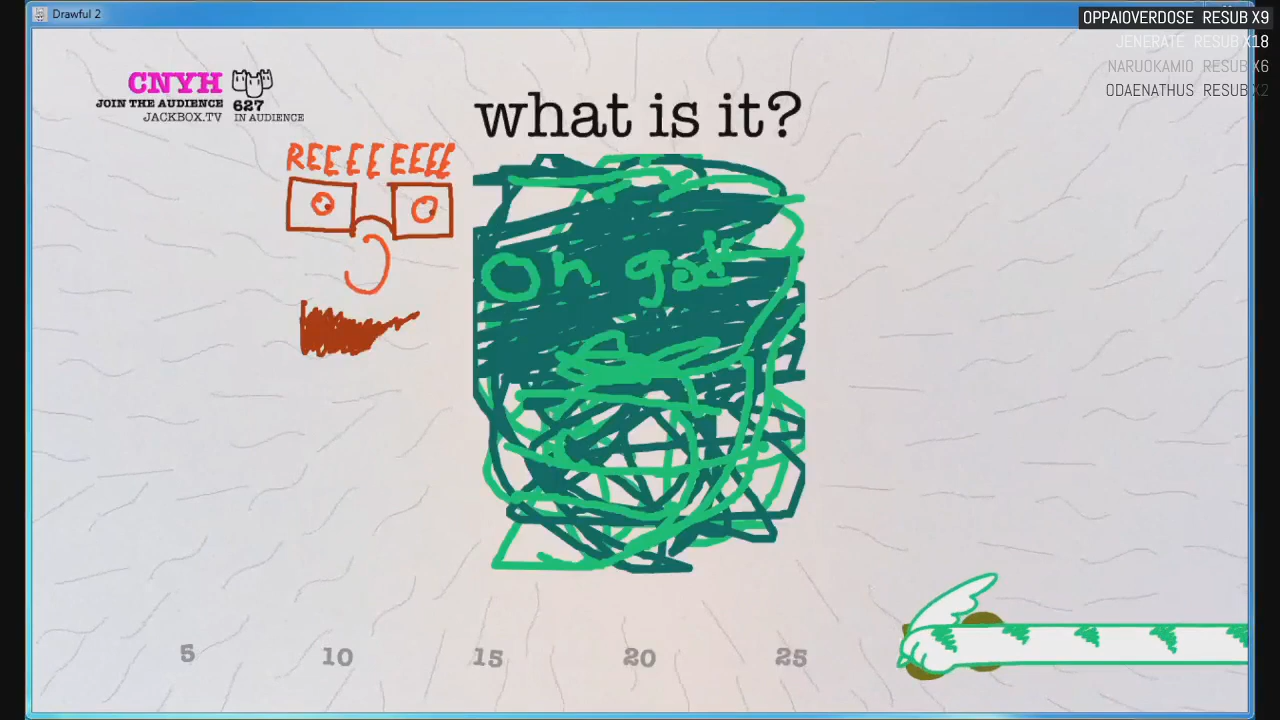 Drawful 2
OPPAIOVERDOSE RESUB X9
JENERATE RESUB X18
NARUOKAMIO RESUB X6
ODAENATHUS RESUB X2
CNYH
JOIN THE AUDIENCE
JACKBOX.TV
627
IN AUDIENCE
what is it?
REEEEEEE
Oh god
5 10 15 20 25